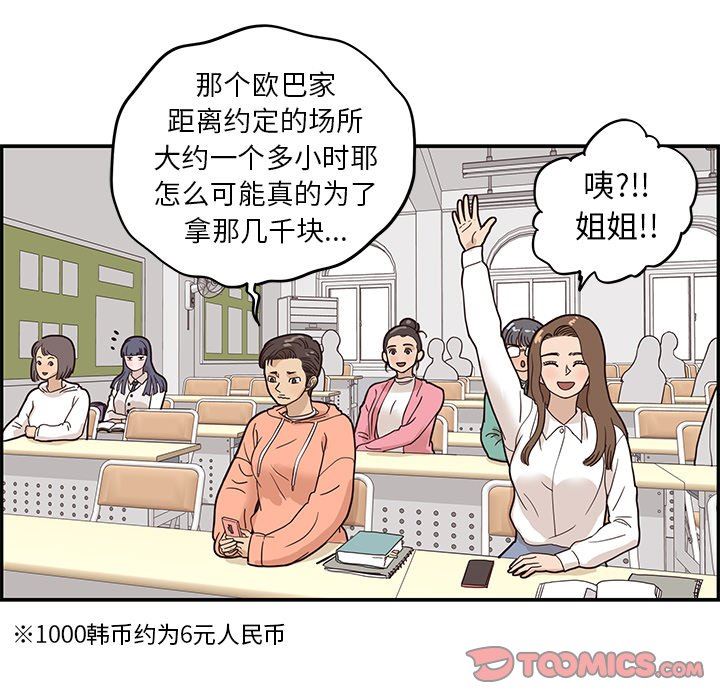 那个欧巴家
距离约定的场所
大约一个多小时耶
怎么可能真的为了
拿那几千块...
咦?!!
姐姐!!
※1000韩币约为6元人民币
TOOMICS.COM